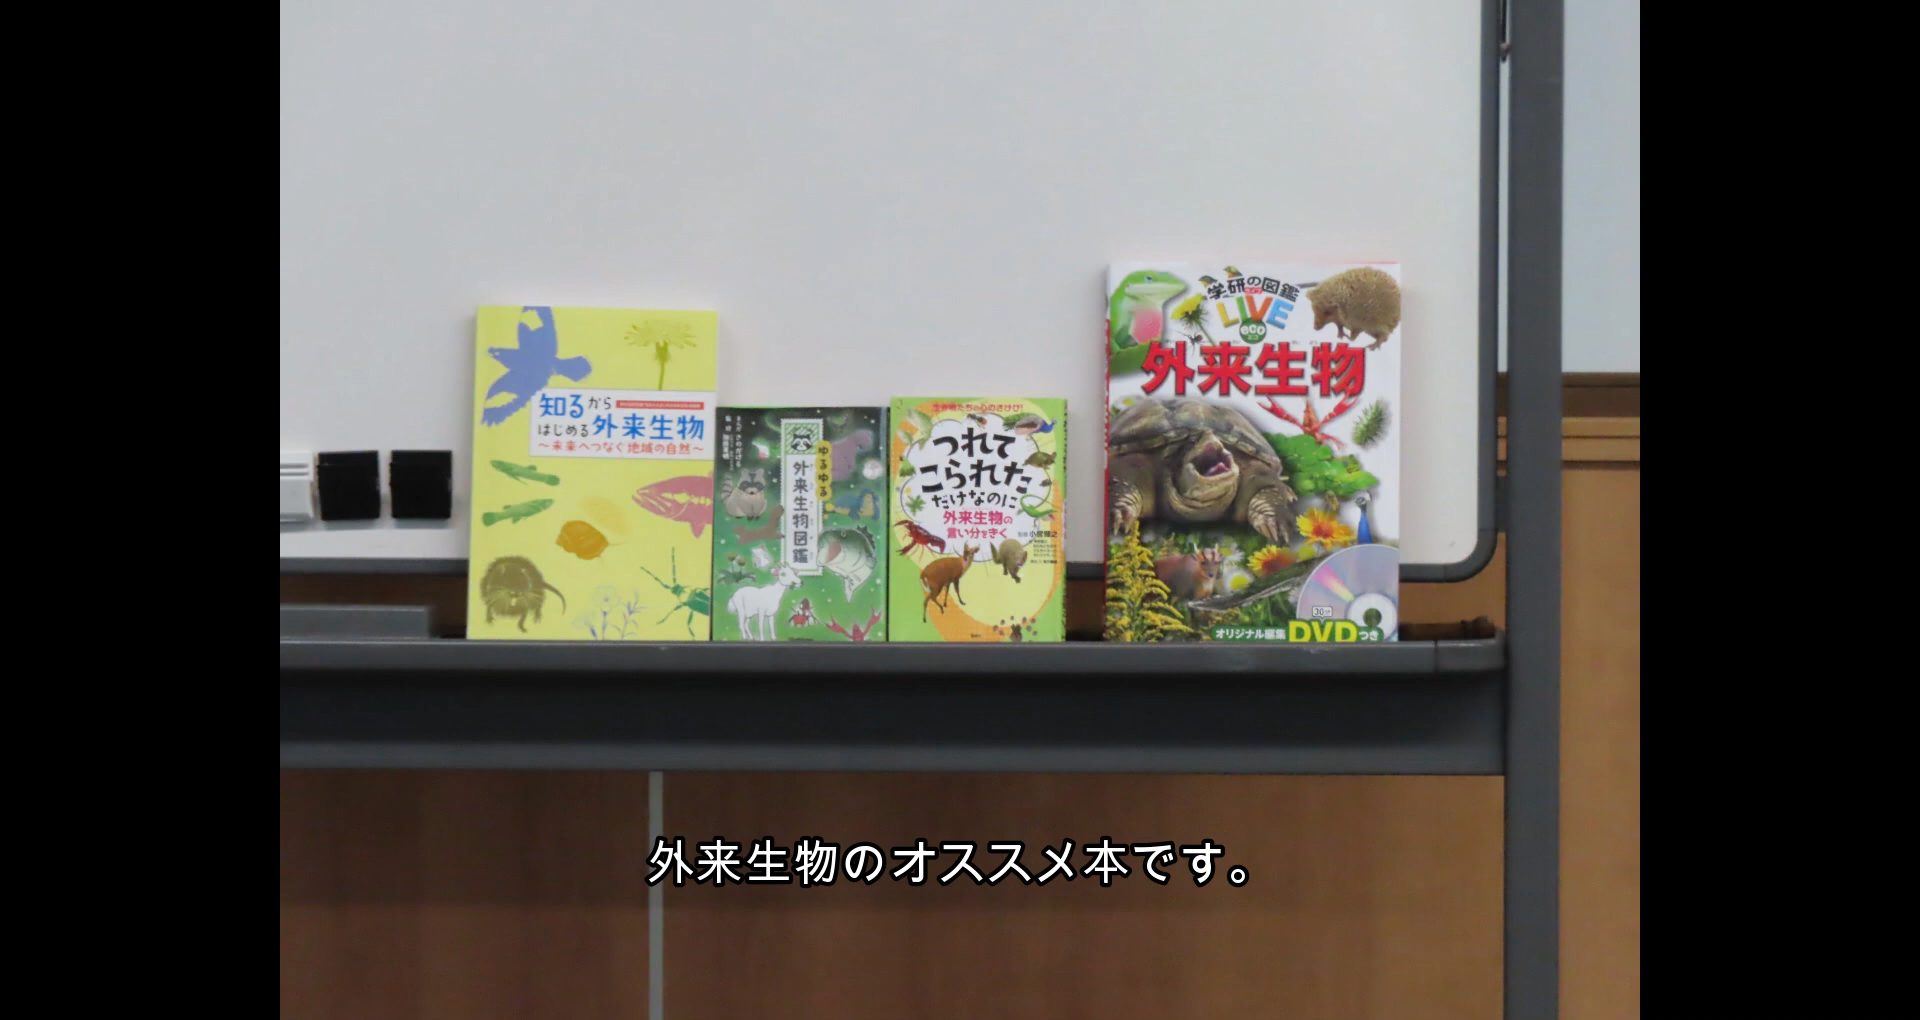 知るから
はじめる外来生物
～未来へつなぐ地域の自然～
ゆるゆる
外来生物図鑑
つれて
こられた
だけなのに
外来生物の
言い分をきく
学研の図鑑
LIVE
eco
外来生物
30分
オリジナル編集DVDつき
外来生物のオススメ本です。